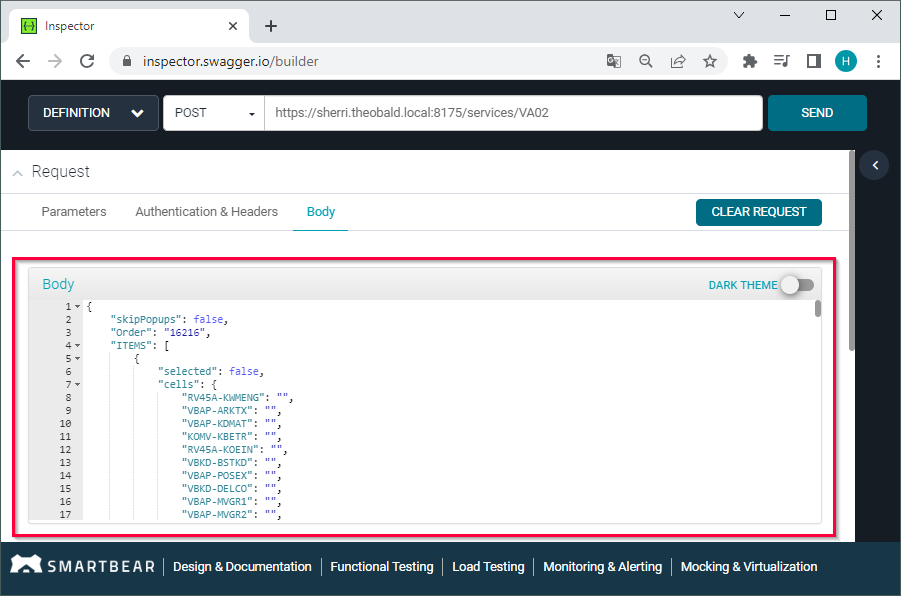 Inspector
inspector.swagger.io/builder
H
DEFINITION POST https://sherri.theobald.local:8175/services/VA02 SEND
Request
Parameters Authentication & Headers Body CLEAR REQUEST
Body DARK THEME
1 {
2 "skipPopups": false,
3 "Order": "16216",
4 "ITEMS": [
5 {
6 "selected": false,
7 "cells": {
8 "RV45A-KWMENG": "",
9 "VBAP-ARKTX": "",
10 "VBAP-KDMAT": "",
11 "KOMV-KBETR": "",
12 "RV45A-KOEIN": "",
13 "VBKD-BSTKD": "",
14 "VBAP-POSEX": "",
15 "VBKD-DELCO": "",
16 "VBAP-MVGR1": "",
17 "VBAP-MVGR2": "",
SMARTBEAR Design & Documentation Functional Testing Load Testing Monitoring & Alerting Mocking & Virtualization